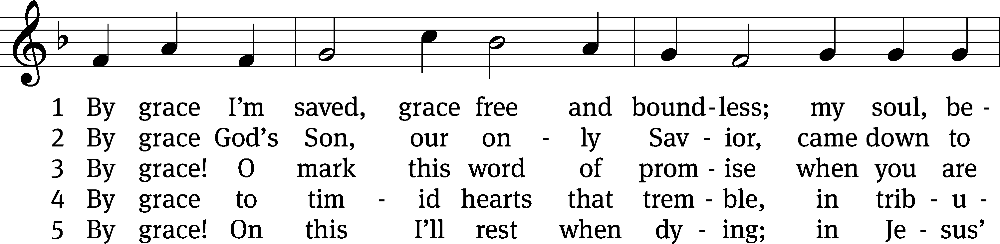 1 By grace I’m saved, grace free and bound - less; my soul, be -
2 By grace God’s Son, our on - ly Sav - ior, came down to
3 By grace! O mark this word of prom - ise when you are
4 By grace to tim - id hearts that trem - ble, in trib - u -
5 By grace! On this I’ll rest when dy - ing; in Je - sus’